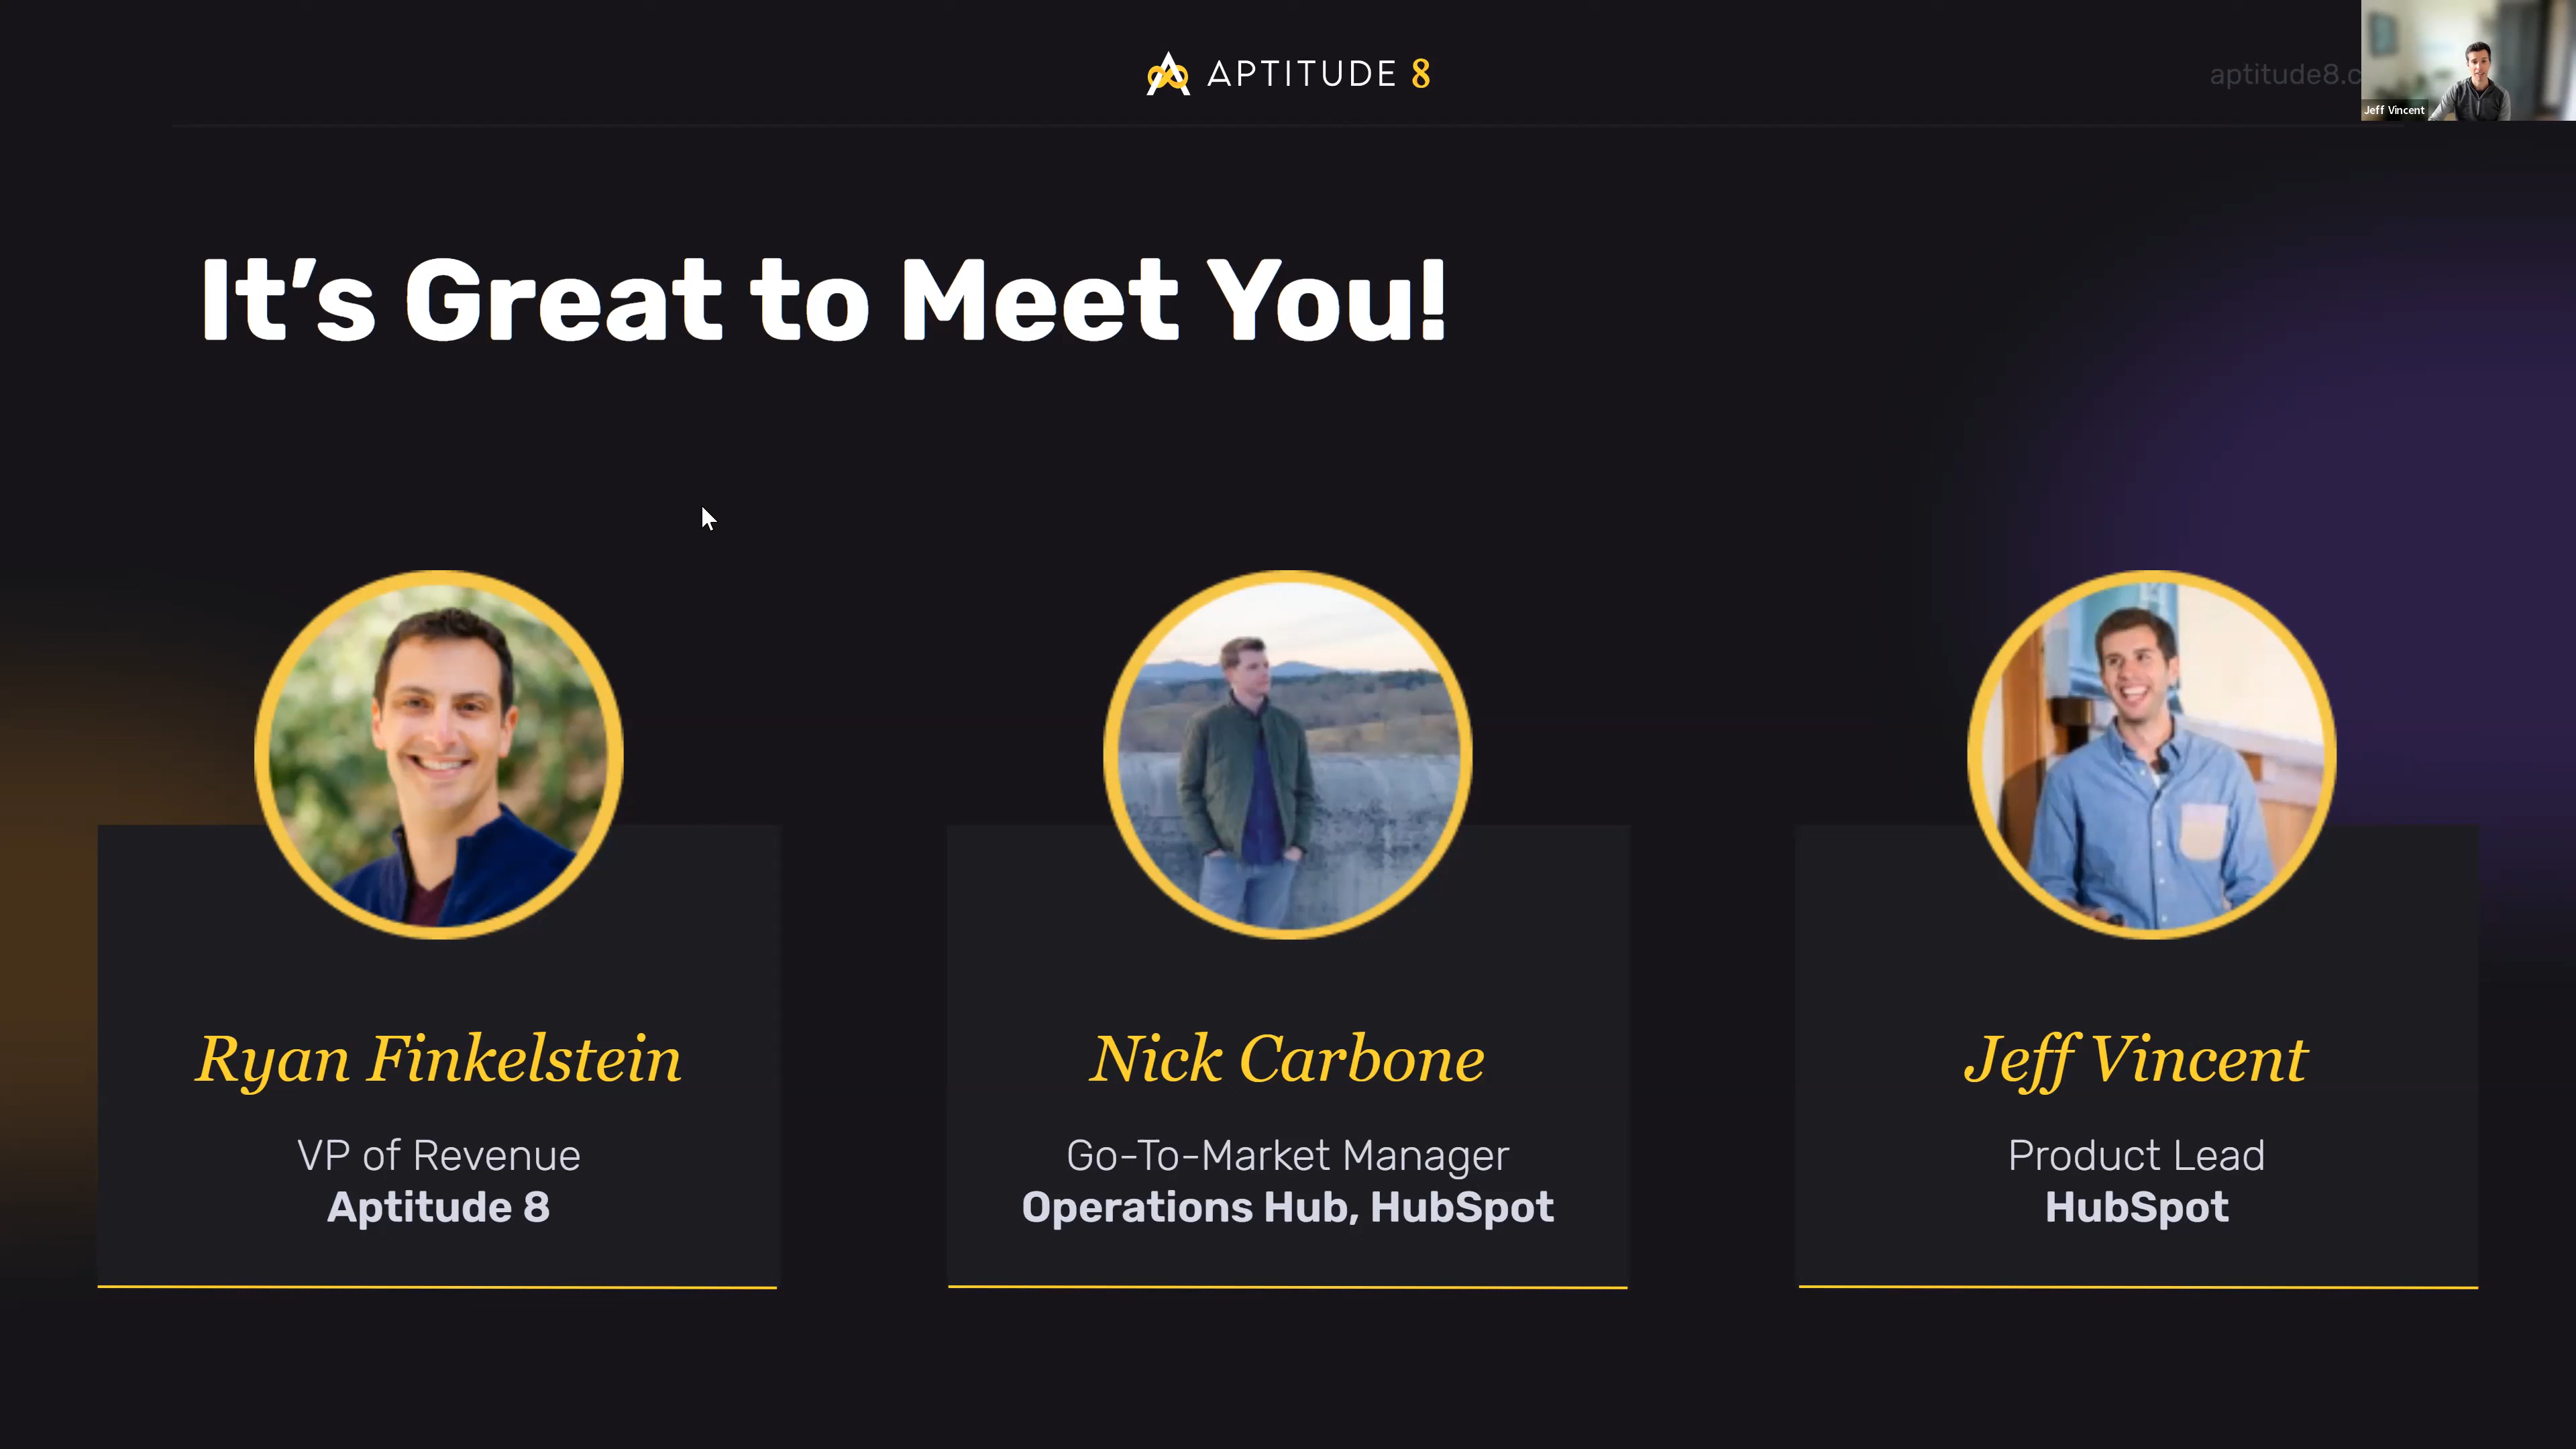 APTITUDE 8
aptitude8.c
Jeff Vincent
It's Great to Meet You!
Ryan Finkelstein
VP of Revenue
Aptitude 8
Nick Carbone
Go-To-Market Manager
Operations Hub, HubSpot
Jeff Vincent
Product Lead
HubSpot